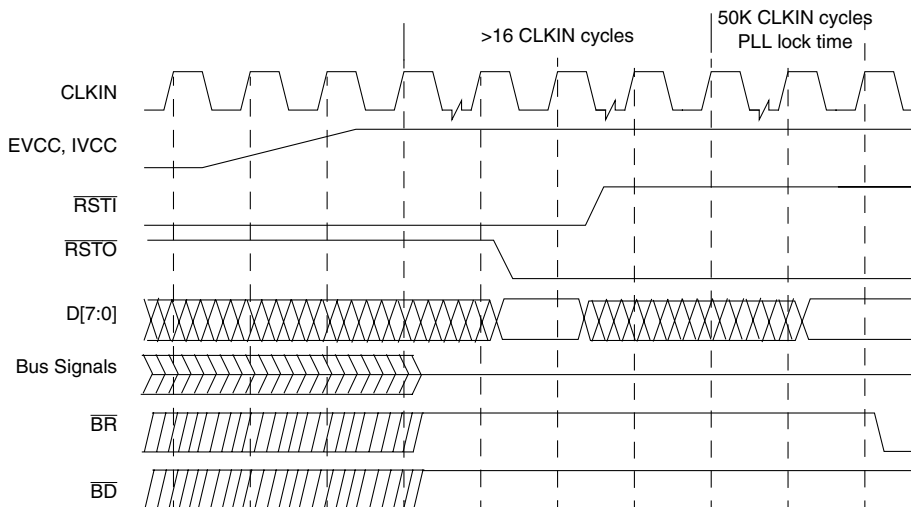 >16 CLKIN cycles
50K CLKIN cycles
PLL lock time
CLKIN
EVCC, IVCC
RSTI
RSTO
D[7:0]
Bus Signals
BR
BD